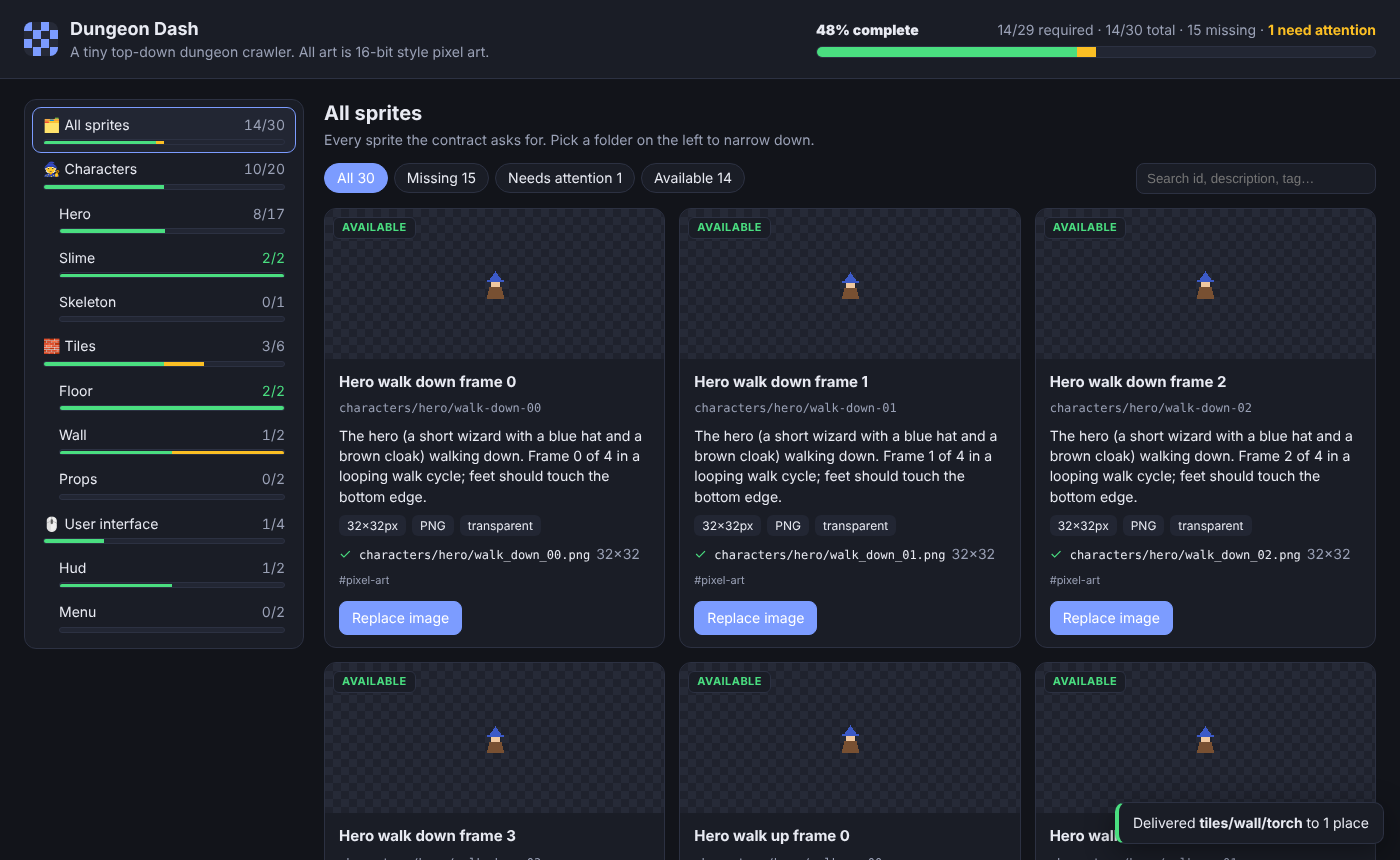 Dungeon Dash
A tiny top-down dungeon crawler. All art is 16-bit style pixel art.
48% complete
14/29 required · 14/30 total · 15 missing · 1 need attention
All sprites 14/30
Characters 10/20
Hero 8/17
Slime 2/2
Skeleton 0/1
Tiles 3/6
Floor 2/2
Wall 1/2
Props 0/2
User interface 1/4
Hud 1/2
Menu 0/2
All sprites
Every sprite the contract asks for. Pick a folder on the left to narrow down.
All 30
Missing 15
Needs attention 1
Available 14
Search id, description, tag…
AVAILABLE
Hero walk down frame 0
characters/hero/walk-down-00
The hero (a short wizard with a blue hat and a
brown cloak) walking down. Frame 0 of 4 in a
looping walk cycle; feet should touch the
bottom edge.
32×32px PNG transparent
✓ characters/hero/walk_down_00.png 32×32
#pixel-art
Replace image
AVAILABLE
Hero walk down frame 1
characters/hero/walk-down-01
The hero (a short wizard with a blue hat and a
brown cloak) walking down. Frame 1 of 4 in a
looping walk cycle; feet should touch the
bottom edge.
32×32px PNG transparent
✓ characters/hero/walk_down_01.png 32×32
#pixel-art
Replace image
AVAILABLE
Hero walk down frame 2
characters/hero/walk-down-02
The hero (a short wizard with a blue hat and a
brown cloak) walking down. Frame 2 of 4 in a
looping walk cycle; feet should touch the
bottom edge.
32×32px PNG transparent
✓ characters/hero/walk_down_02.png 32×32
#pixel-art
Replace image
AVAILABLE
Hero walk down frame 3
AVAILABLE
Hero walk up frame 0
AVAILABLE
Hero wal
Delivered tiles/wall/torch to 1 place